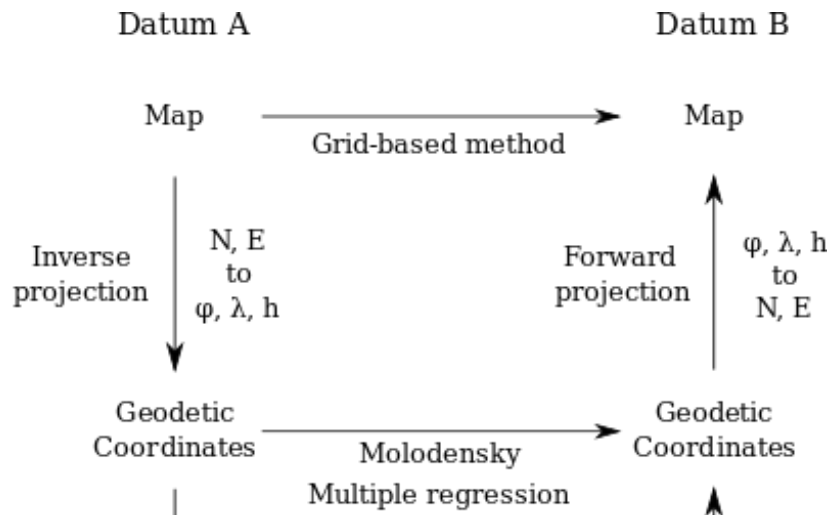 Datum A
Datum B
Map
Map
Grid-based method
Inverse
projection
N, E
to
φ, λ, h
Forward
projection
φ, λ, h
to
N, E
Geodetic
Coordinates
Geodetic
Coordinates
Molodensky
Multiple regression